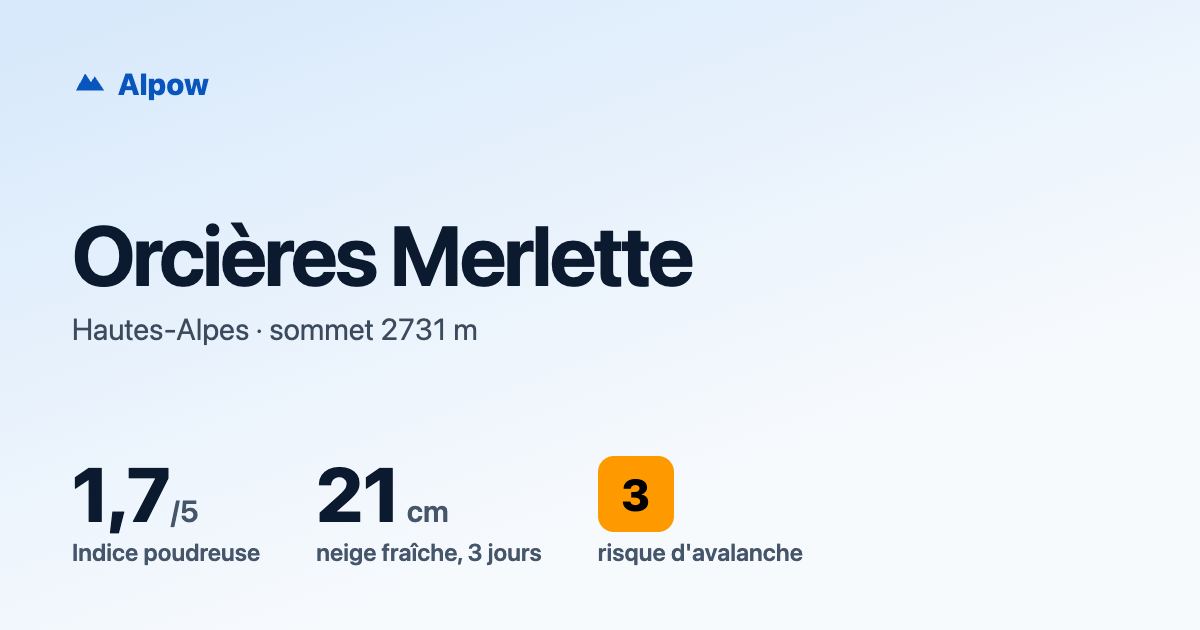 Alpow
Orcières Merlette
Hautes-Alpes · sommet 2731 m
1,7/5
Indice poudreuse
21 cm
neige fraîche, 3 jours
3
risque d'avalanche